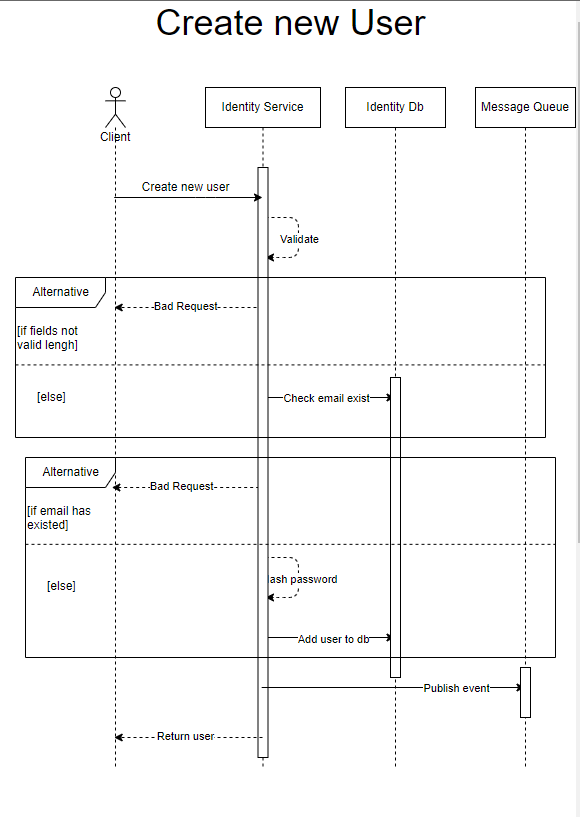 Create new User
Client
Identity Service
Identity Db
Message Queue
Create new user
Validate
Alternative
Bad Request
[if fields not
valid lengh]
[else]
Check email exist
Alternative
Bad Request
[if email has
existed]
[else]
ash password
Add user to db
Publish event
Return user